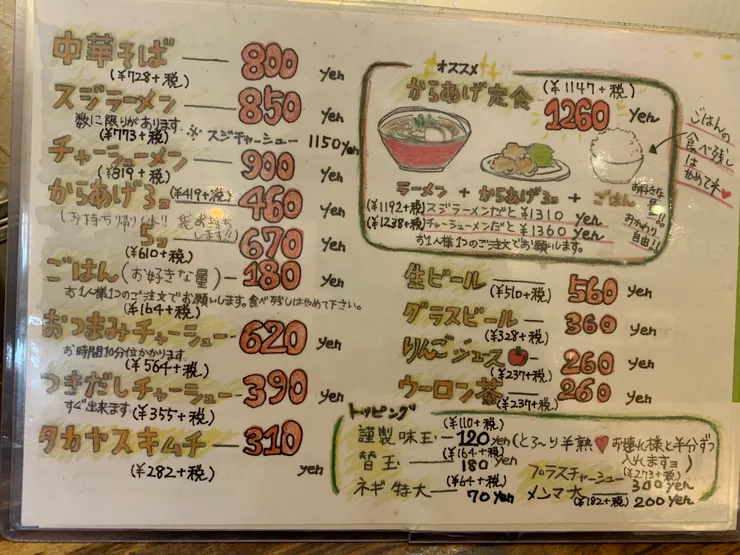 中華そば 800 yen
(¥728+税)
スジラーメン 850 yen
数に限りがあります
(¥773+税) ※ スジチャーシュー 1150 yen
チャーシューメン 900 yen
(¥819+税)
からあげ3コ (¥419+税) 460 yen
(お持ち帰りOK!! 袋お渡しします!!)
5コ 670 yen
(¥610+税)
ごはん(お好きな量) 180 yen
お1人様1つのご注文でお願いします。食べ残しはやめて下さい。
(¥164+税)
おつまみチャーシュー 620 yen
お時間10分位かかります
(¥564+税)
つきだしチャーシュー 390 yen
すぐ出来ます (¥355+税)
タカヤスキムチ 310 yen
(¥282+税)
オススメ
からあげ定食 (¥1147+税)
1260 yen
ラーメン + からあげ3コ + ごはん
(¥1192+税) スジラーメンだと ¥1310 yen
(¥1238+税) チャーシューメンだと ¥1360 yen
お1人様1つのご注文でお願いします。
お好きな量
おかわり自由!!
ごはんの
食べ残し
は
やめてネ♥
生ビール 560 yen
(¥510+税)
グラスビール 360 yen
(¥328+税)
りんごジュース 260 yen
(¥237+税)
ウーロン茶 260 yen
(¥237+税)
トッピング
(¥110+税)
謹製味玉 120 yen (とろ〜り半熟♥お連れ様と半分ずつ入れますョ)
(¥164+税)
替玉 180 yen
(¥64+税)
ネギ特大 70 yen
(¥273+税)
プラスチャーシュー 300 yen
メンマ大 (¥182+税) 200 yen